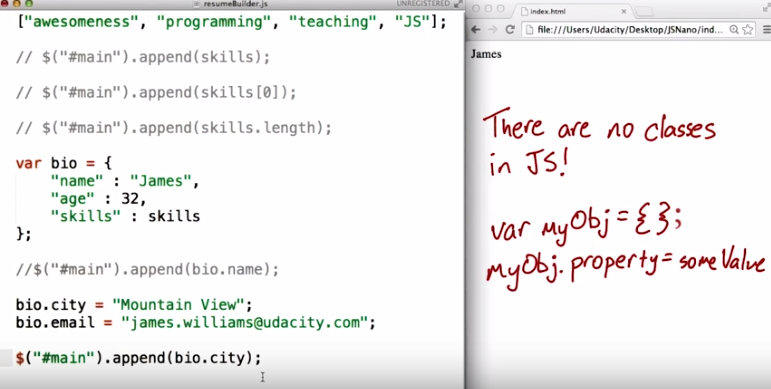 resumeBuilder.js
UNREGISTERED
["awesomeness", "programming", "teaching", "JS"];
// $("#main").append(skills);
// $("#main").append(skills[0]);
// $("#main").append(skills.length);
var bio = {
"name" : "James",
"age" : 32,
"skills" : skills
};
//$("#main").append(bio.name);
bio.city = "Mountain View";
bio.email = "james.williams@udacity.com";
$("#main").append(bio.city);
index.html
file:///Users/Udacity/Desktop/JSNano/ind
James
There are no classes
in JS!
var myObj = {};
myObj.property = someValue